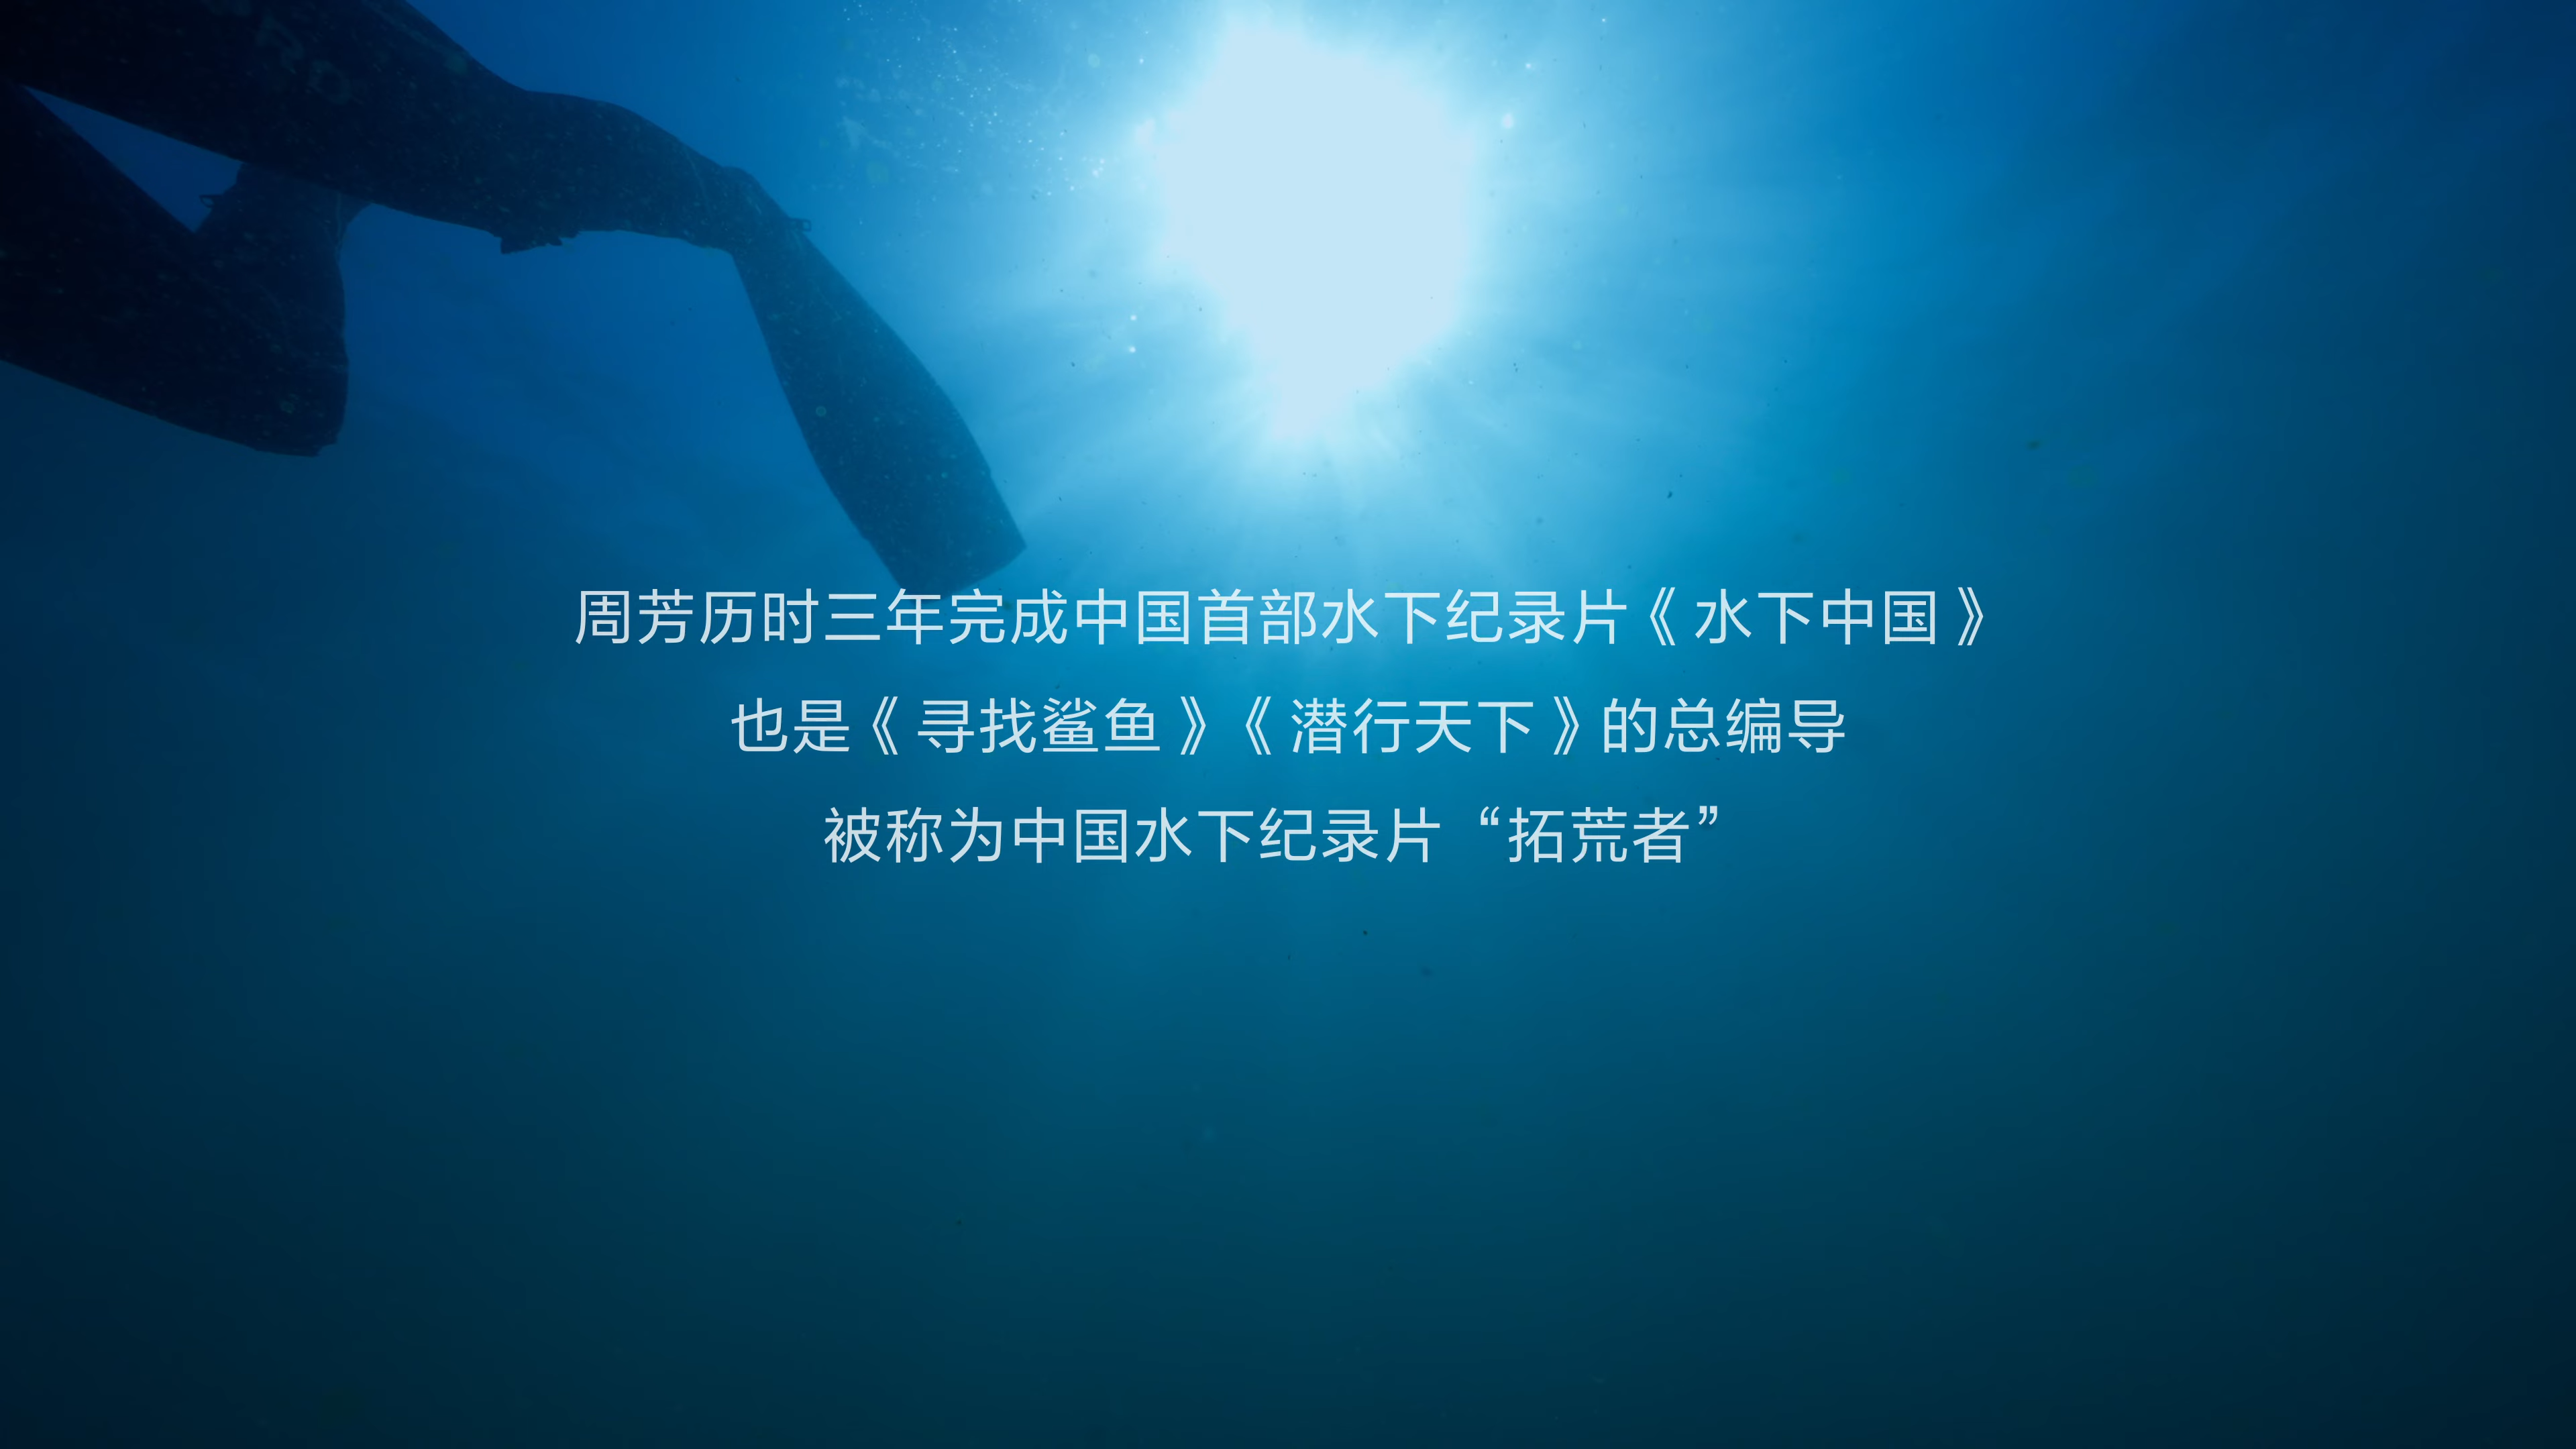 周芳历时三年完成中国首部水下纪录片《水下中国》
也是《寻找鲨鱼》《潜行天下》的总编导
被称为中国水下纪录片“拓荒者”